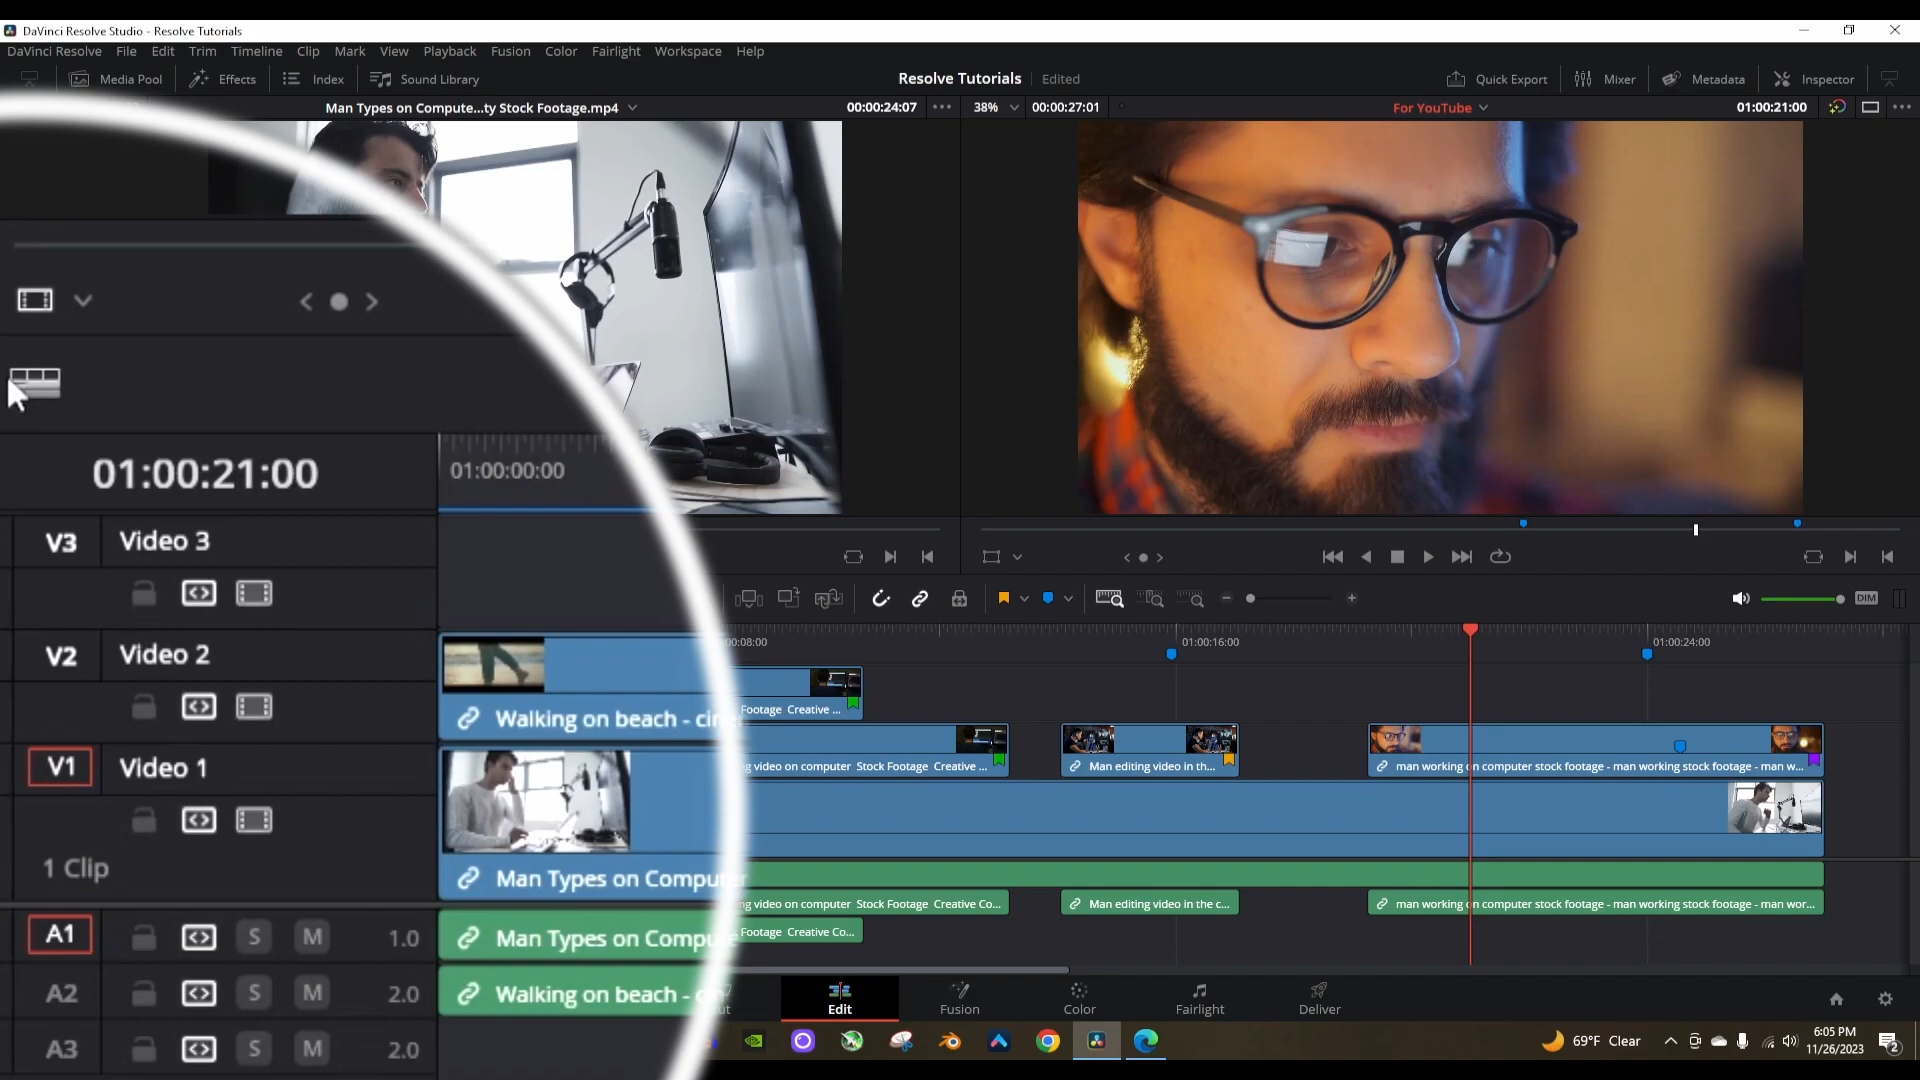 DaVinci Resolve Studio - Resolve Tutorials
DaVinci Resolve File Edit Trim Timeline Clip Mark View Playback Fusion Color Fairlight Workspace Help
Media Pool Effects Index Sound Library Resolve Tutorials Edited Quick Export Mixer Metadata Inspector
Man Types on Compute...ty Stock Footage.mp4 00:00:24:07 38% 00:00:27:01 For YouTube 01:00:21:00
DIM
01:00:21:00 01:00:00:00 00:08:00 01:00:16:00 01:00:24:00
V3 Video 3
V2 Video 2
Footage Creative ...
Walking on beach - cine
ng video on computer Stock Footage Creative ... Man editing video in th... man working on computer stock footage - man working stock footage - man w...
V1 Video 1
1 Clip
Man Types on Computer
A1 S M 1.0 Man Types on Compu
ng video on computer Stock Footage Creative Co... Man editing video in the c... man working on computer stock footage - man working stock footage - man wor...
Footage Creative Co...
A2 S M 2.0 Walking on beach -
A3 S M 2.0
ut Edit Fusion Color Fairlight Deliver
69°F Clear 6:05 PM
11/26/2023 2